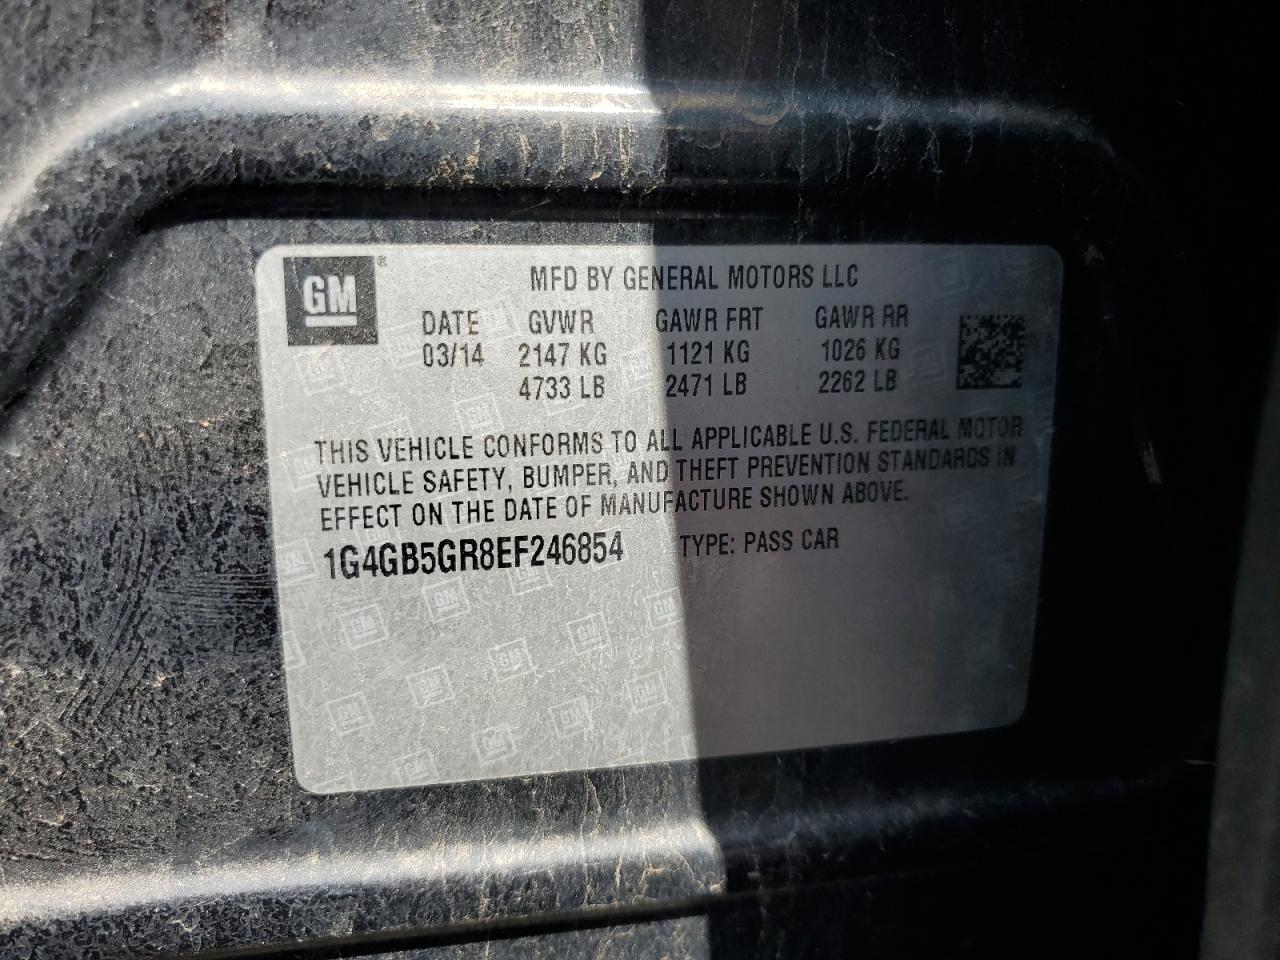 GM ®
MFD BY GENERAL MOTORS LLC
DATE GVWR GAWR FRT GAWR RR
03/14 2147 KG 1121 KG 1026 KG
4733 LB 2471 LB 2262 LB
THIS VEHICLE CONFORMS TO ALL APPLICABLE U.S. FEDERAL MOTOR
VEHICLE SAFETY, BUMPER, AND THEFT PREVENTION STANDARDS IN
EFFECT ON THE DATE OF MANUFACTURE SHOWN ABOVE.
1G4GB5GR8EF246854 TYPE: PASS CAR